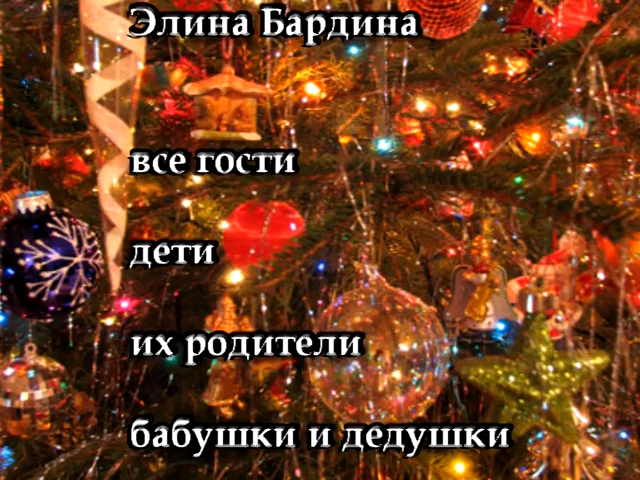 Элина Бардина
все гости
дети
их родители
бабушки и дедушки